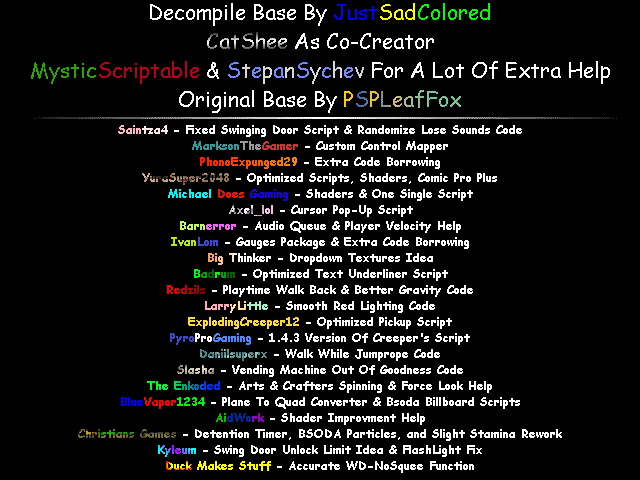 Decompile Base By JustSadColored
CatShee As Co-Creator
MysticScriptable & StepanSychev For A Lot Of Extra Help
Original Base By PSPLeafFox
Saintza4 - Fixed Swinging Door Script & Randomize Lose Sounds Code
MarksonTheGamer - Custom Control Mapper
PhonoExpunged29 - Extra Code Borrowing
YuraSuper2048 - Optimized Scripts, Shaders, Comic Pro Plus
Michael Does Gaming - Shaders & One Single Script
Axel_lol - Cursor Pop-Up Script
Barnerror - Audio Queue & Player Velocity Help
IvanLom - Gauges Package & Extra Code Borrowing
Big Thinker - Dropdown Textures Idea
Badrum - Optimized Text Underliner Script
Redzils - Playtime Walk Back & Better Gravity Code
LarryLittle - Smooth Red Lighting Code
ExplodingCreeper12 - Optimized Pickup Script
PyroProGaming - 1.4.3 Version Of Creeper's Script
Daniilsuperx - Walk While Jumprope Code
Slasha - Vending Machine Out Of Goodness Code
The Enkoded - Arts & Crafters Spinning & Force Look Help
BlueVapor1234 - Plane To Quad Converter & Bsoda Billboard Scripts
AidWork - Shader Improvment Help
Christians Games - Detention Timer, BSODA Particles, and Slight Stamina Rework
Kyleum - Swing Door Unlock Limit Idea & FlashLight Fix
Duck Makes Stuff - Accurate WD-NoSquee Function